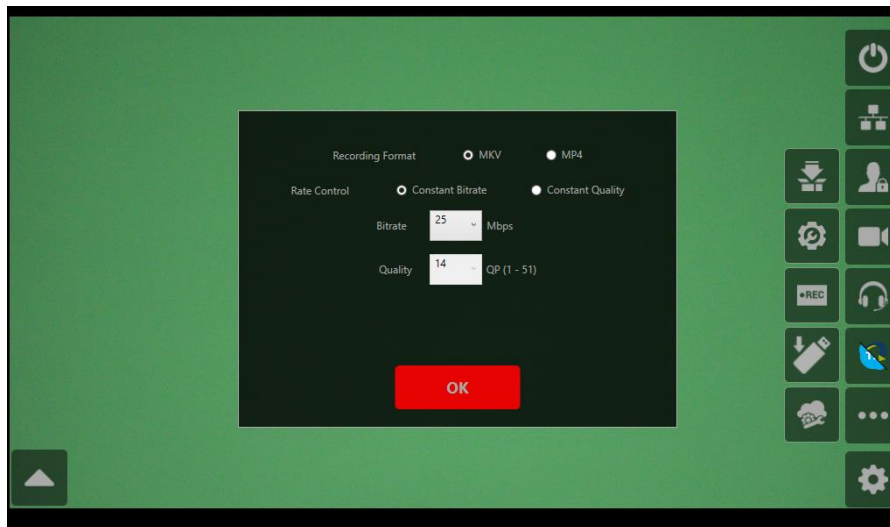 Recording Format MKV MP4
Rate Control Constant Bitrate Constant Quality
Bitrate 25 Mbps
Quality 14 QP (1 - 51)
•REC
OK